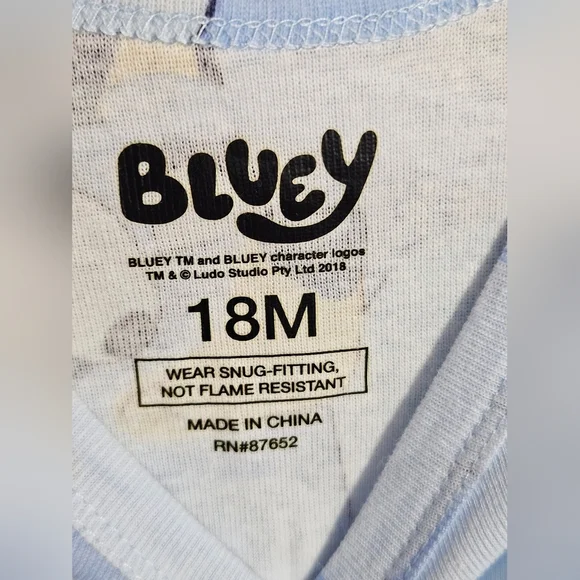 BLUEY
BLUEY TM and BLUEY character logos
TM & © Ludo Studio Pty Ltd 2018
18M
WEAR SNUG-FITTING,
NOT FLAME RESISTANT
MADE IN CHINA
RN#87652